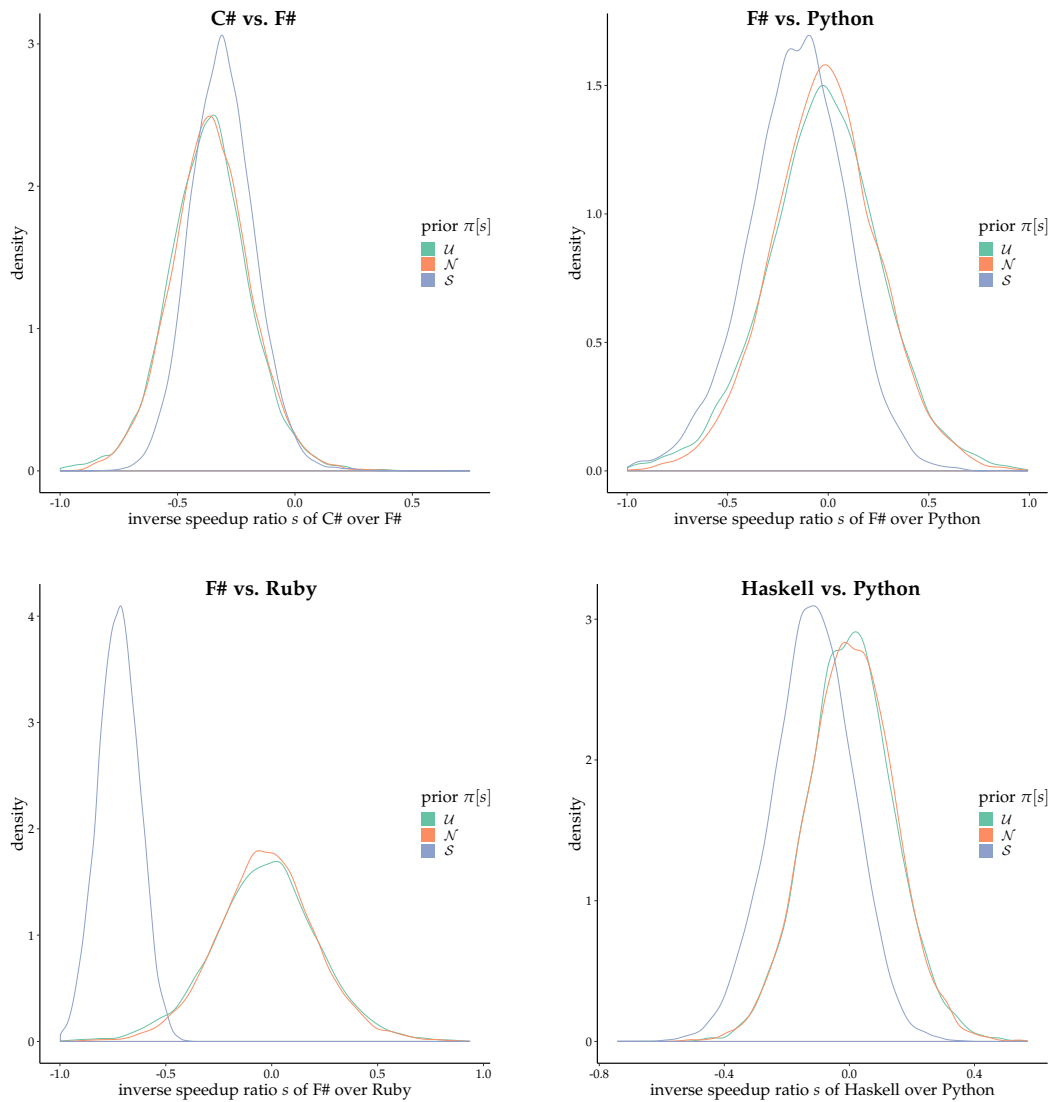 C# vs. F#
density
3
2
1
0
-1.0
-0.5
0.0
0.5
inverse speedup ratio s of C# over F#
prior π[s]
𝒰
𝒩
𝒮
F# vs. Python
density
1.5
1.0
0.5
0.0
-1.0
-0.5
0.0
0.5
1.0
inverse speedup ratio s of F# over Python
prior π[s]
𝒰
𝒩
𝒮
F# vs. Ruby
density
4
3
2
1
0
-1.0
-0.5
0.0
0.5
1.0
inverse speedup ratio s of F# over Ruby
prior π[s]
𝒰
𝒩
𝒮
Haskell vs. Python
density
3
2
1
0
-0.8
-0.4
0.0
0.4
inverse speedup ratio s of Haskell over Python
prior π[s]
𝒰
𝒩
𝒮